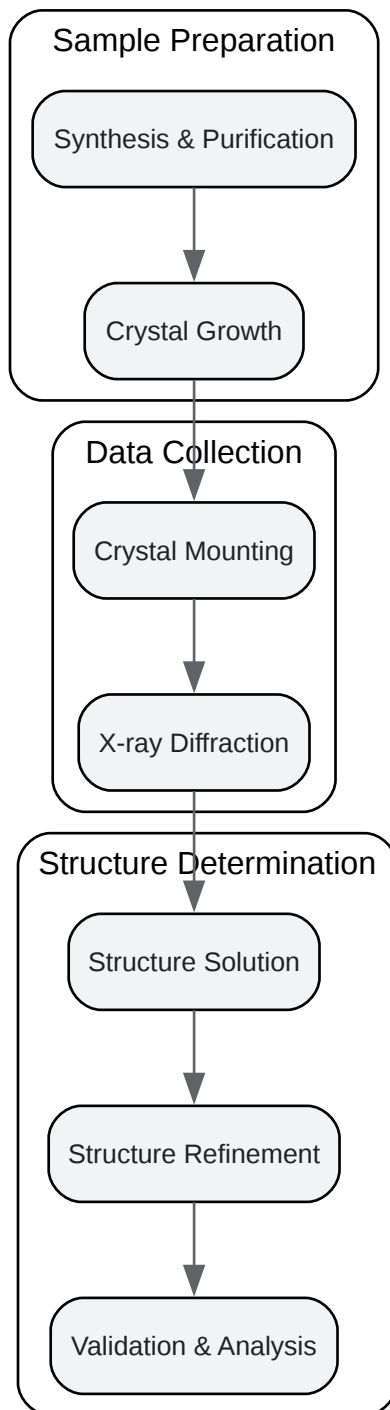 Sample Preparation
Synthesis & Purification
Crystal Growth
Data Collection
Crystal Mounting
X-ray Diffraction
Structure Determination
Structure Solution
Structure Refinement
Validation & Analysis